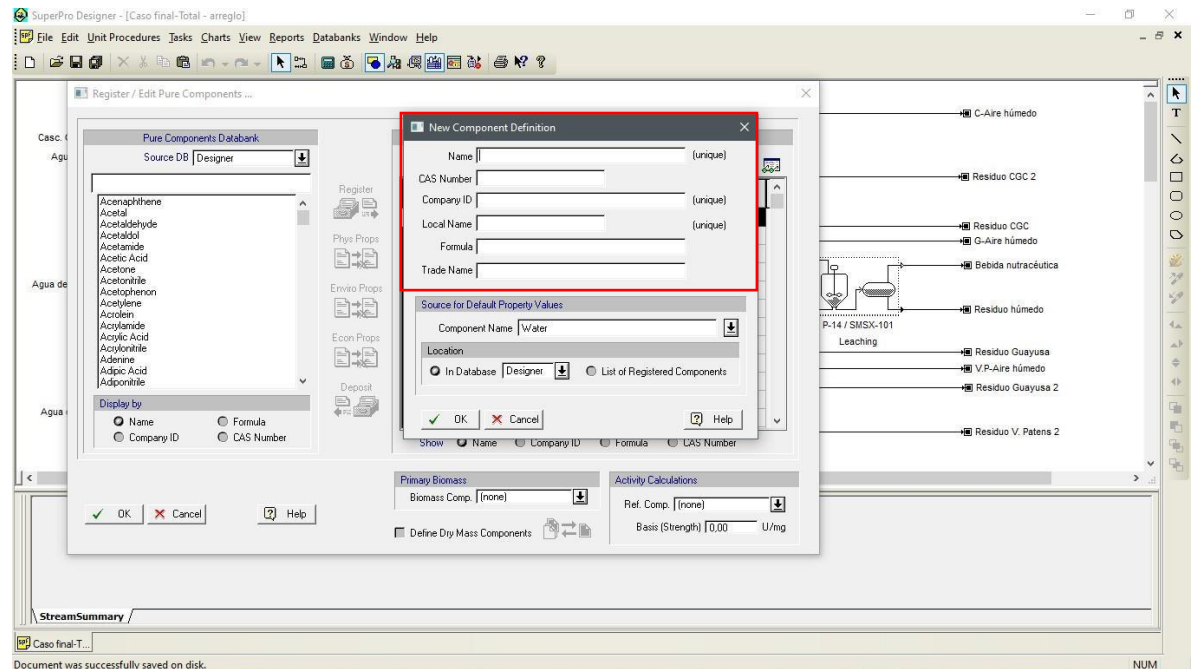 SuperPro Designer - [Caso final-Total - arreglo]
File Edit Unit Procedures Tasks Charts View Reports Databanks Window Help
Register / Edit Pure Components ...
Pure Components Databank
Source DB Designer
Acenaphthene
Acetal
Acetaldehyde
Acetaldol
Acetamide
Acetic Acid
Acetone
Acetonitrile
Acetophenon
Acetylene
Acrolein
Acrylamide
Acrylic Acid
Acrylonitrile
Adenine
Adipic Acid
Adiponitrile
Display by
Name Formula
Company ID CAS Number
Register
Phys Props
Enviro Props
Econ Props
Deposit
New Component Definition
Name (unique)
CAS Number
Company ID (unique)
Local Name (unique)
Formula
Trade Name
Source for Default Property Values
Component Name Water
Location
In Database Designer List of Registered Components
OK Cancel Help
Show Name Company ID Formula CAS Number
Primary Biomass
Biomass Comp. (none)
Define Dry Mass Components
Activity Calculations
Ref. Comp. (none)
Basis (Strength) 0,00 U/mg
OK Cancel Help
Casc.
Agu
Agua de
Agua
C-Aire húmedo
Residuo CGC 2
Residuo CGC
G-Aire húmedo
Bebida nutracéutica
Residuo húmedo
P-14 / SMSX-101
Leaching
Residuo Guayusa
V.P-Aire húmedo
Residuo Guayusa 2
Residuo V. Patens 2
StreamSummary
Caso final-T...
Document was successfully saved on disk.
NUM